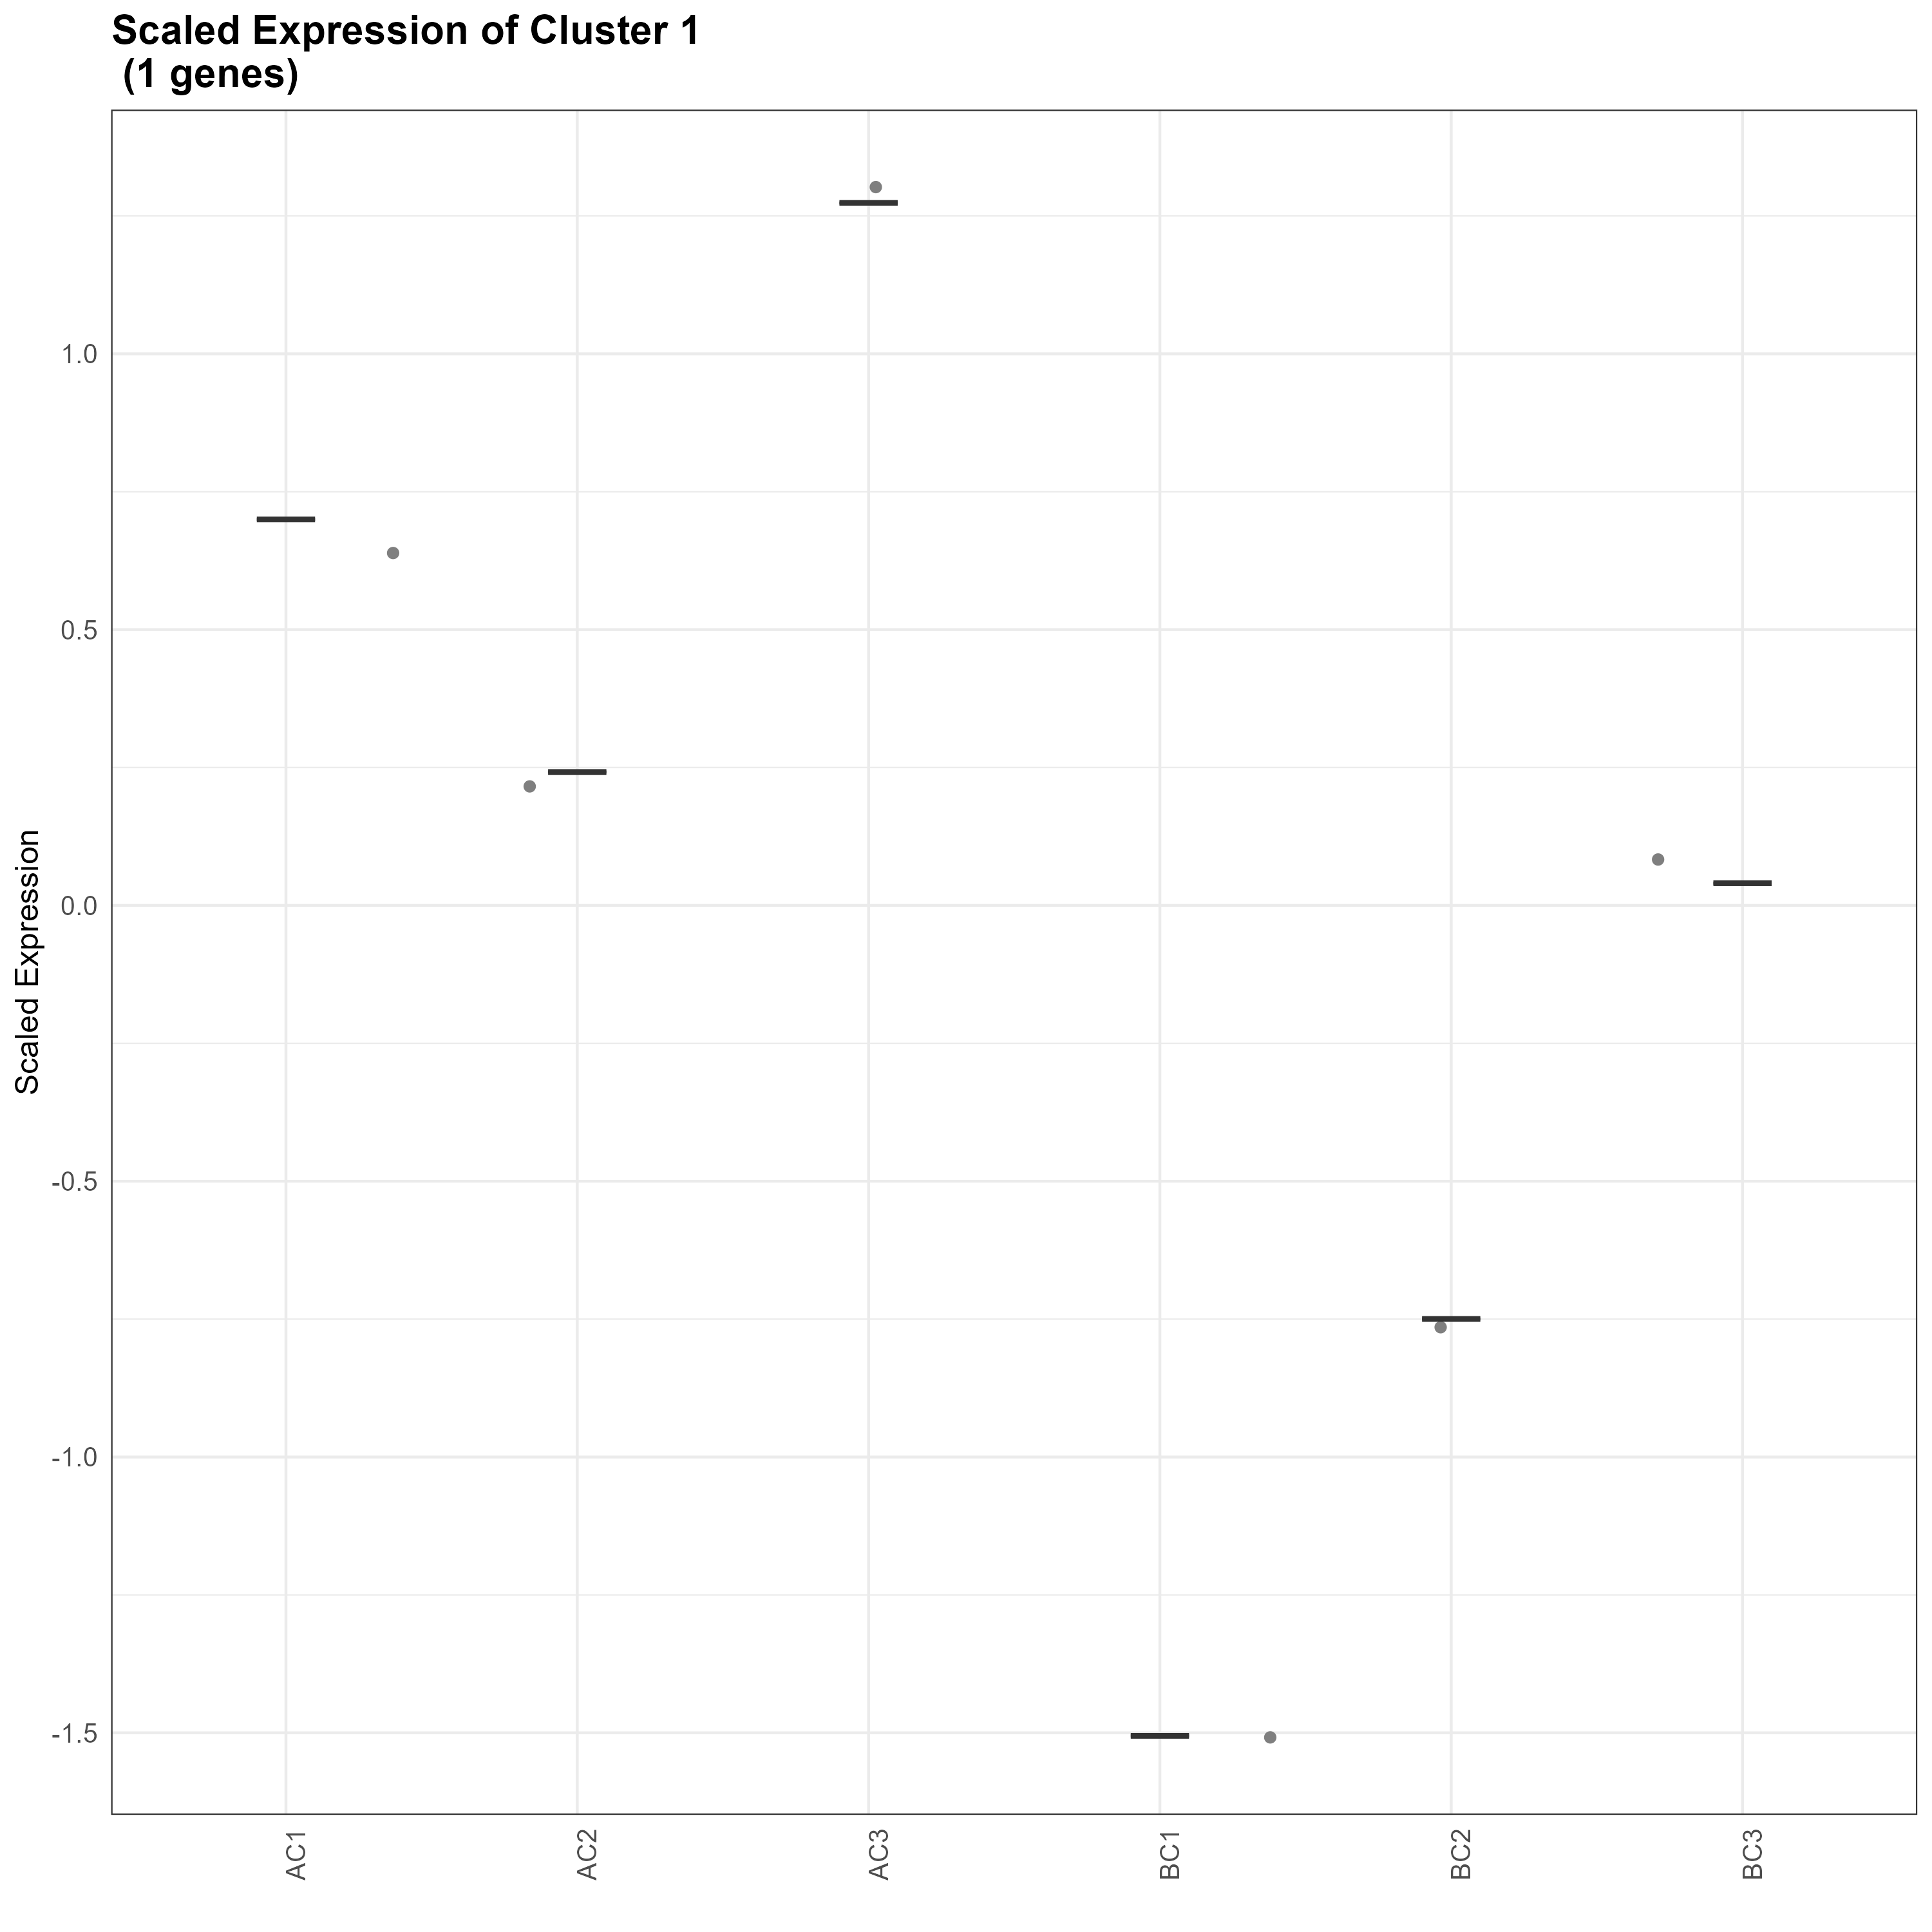 Scaled Expression of Cluster 1
(1 genes)
Scaled Expression
1.0
0.5
0.0
-0.5
-1.0
-1.5
AC1
AC2
AC3
BC1
BC2
BC3